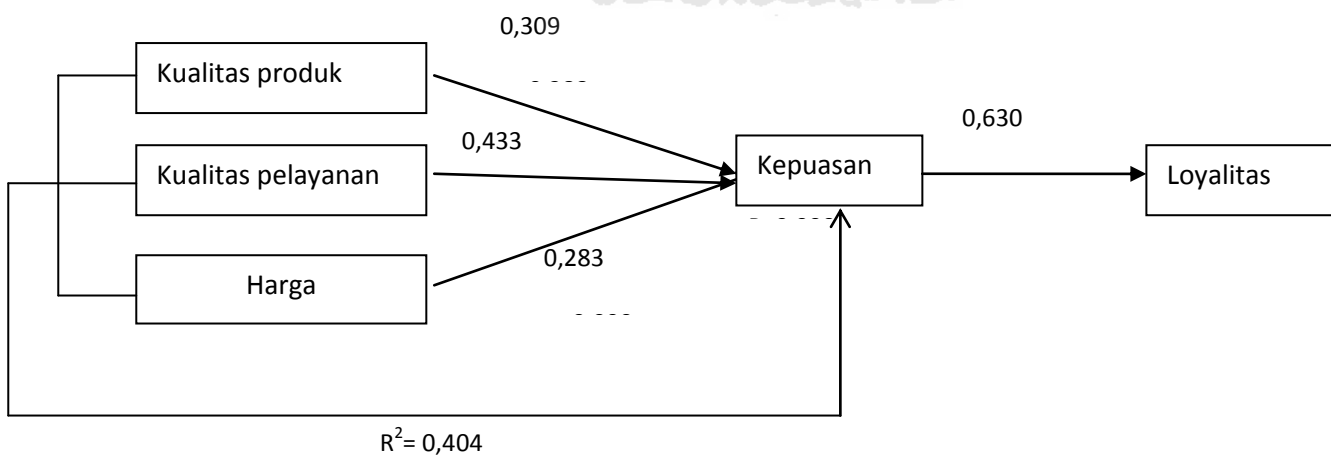 0,309
Kualitas produk
0,433
Kualitas pelayanan
Harga
0,283
Kepuasan
0,630
Loyalitas
R²= 0,404